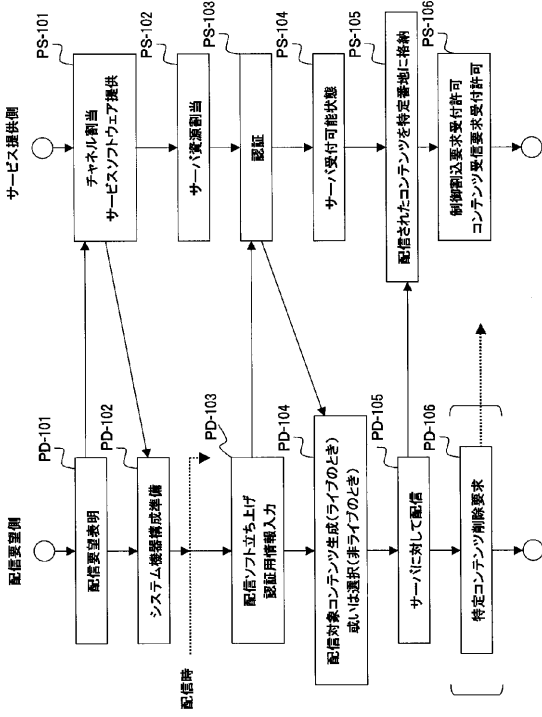 サービス提供側
PS-101
チャネル割当
サービスソフトウェア提供
PS-102
サーバ資源割当
PS-103
認証
PS-104
サーバ受付可能状態
PS-105
配信されたコンテンツを特定番地に格納
PS-106
制御割込要求受付許可
コンテンツ受信要求受付許可
配信要望側
PD-101
配信要望表明
PD-102
システム機器構成準備
配信時
PD-103
配信ソフト立ち上げ
認証用情報入力
PD-104
配信対象コンテンツ生成(ライブのとき)
或いは選択(非ライブのとき)
PD-105
サーバに対して配信
PD-106
特定コンテンツ削除要求